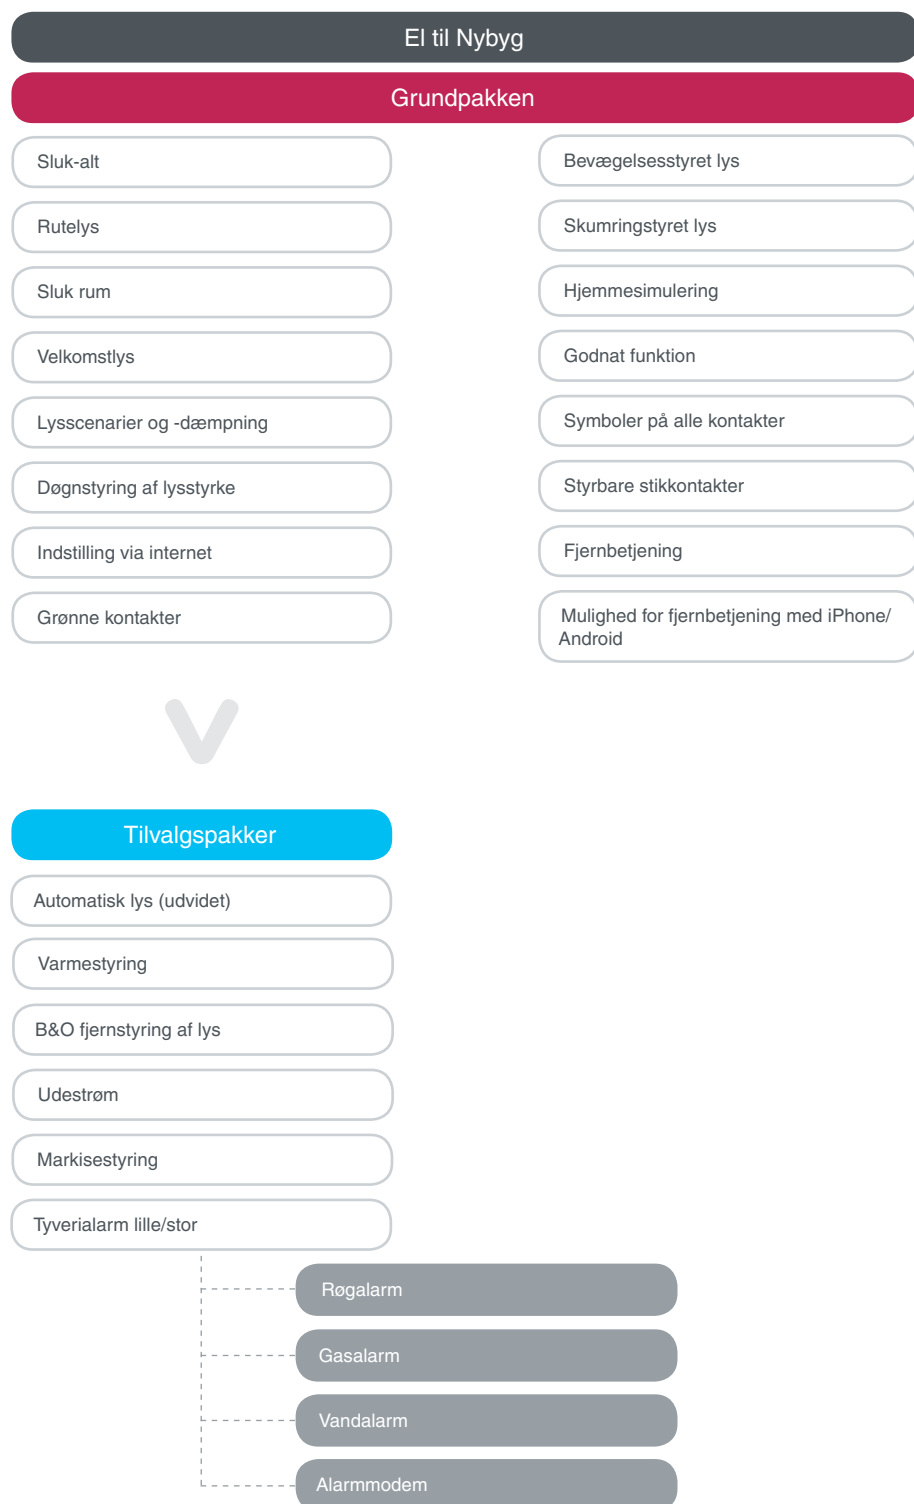 El til Nybyg
Grundpakken
Sluk-alt
Rutelys
Sluk rum
Velkomstlys
Lysscenarier og -dæmpning
Døgnstyring af lysstyrke
Indstilling via internet
Grønne kontakter
Bevægelsesstyret lys
Skumringstyret lys
Hjemmesimulering
Godnat funktion
Symboler på alle kontakter
Styrbare stikkontakter
Fjernbetjening
Mulighed for fjernbetjening med iPhone/
Android
Tilvalgspakker
Automatisk lys (udvidet)
Varmestyring
B&O fjernstyring af lys
Udestrøm
Markisestyring
Tyverialarm lille/stor
Røgalarm
Gasalarm
Vandalarm
Alarmmodem